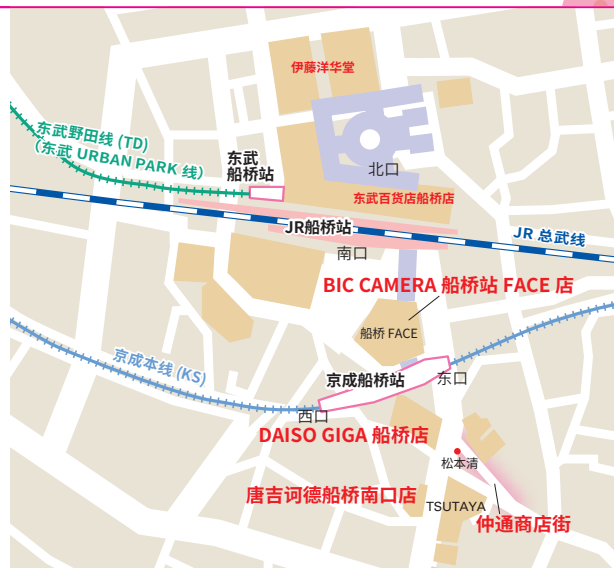 伊藤洋华堂
东武野田线 (TD)
（东武 URBAN PARK 线）
东武
船桥站
北口
东武百货店船桥店
JR船桥站
JR 总武线
南口
BIC CAMERA 船桥站 FACE 店
船桥 FACE
京成本线 (KS)
京成船桥站
东口
西口
DAISO GIGA 船桥店
松本清
唐吉诃德船桥南口店
TSUTAYA
仲通商店街